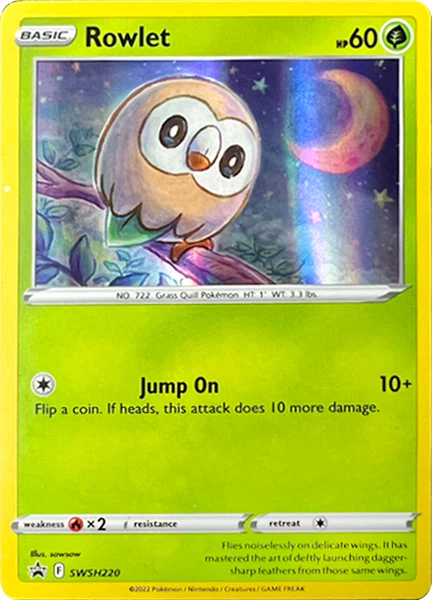 BASIC Rowlet HP 60
NO. 722 Grass Quill Pokémon HT: 1' WT: 3.3 lbs.
Jump On 10+
Flip a coin. If heads, this attack does 10 more damage.
weakness ×2 resistance retreat
Illus. sowsow
Flies noiselessly on delicate wings. It has
mastered the art of deftly launching dagger-
sharp feathers from those same wings.
F SWSH220
©2022 Pokémon / Nintendo / Creatures / GAME FREAK